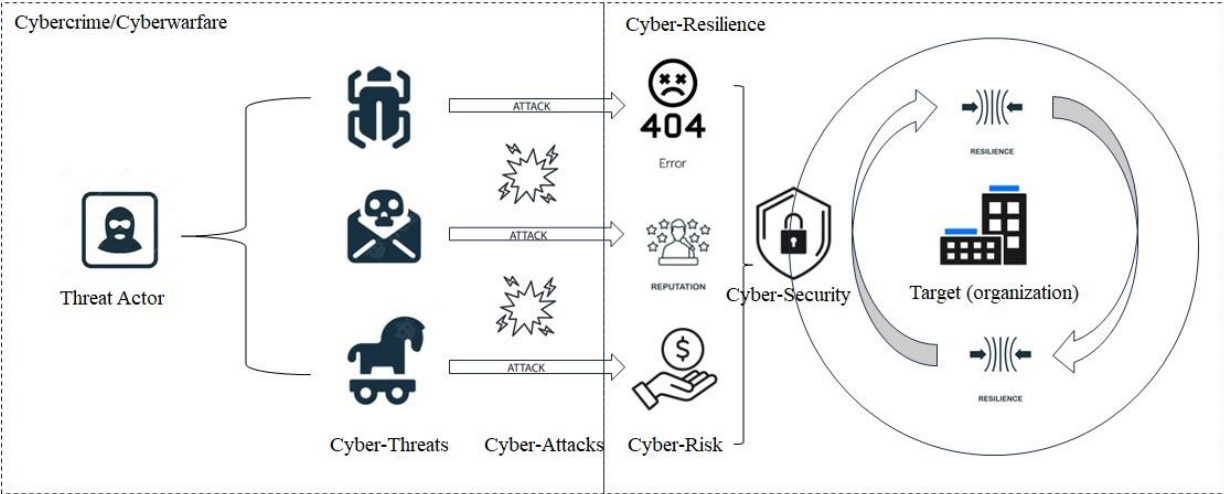 Cybercrime/Cyberwarfare
Cyber-Resilience
ATTACK
404
Error
RESILIENCE
ATTACK
REPUTATION
Threat Actor
Cyber-Security
Target (organization)
ATTACK
$
RESILIENCE
Cyber-Threats
Cyber-Attacks
Cyber-Risk